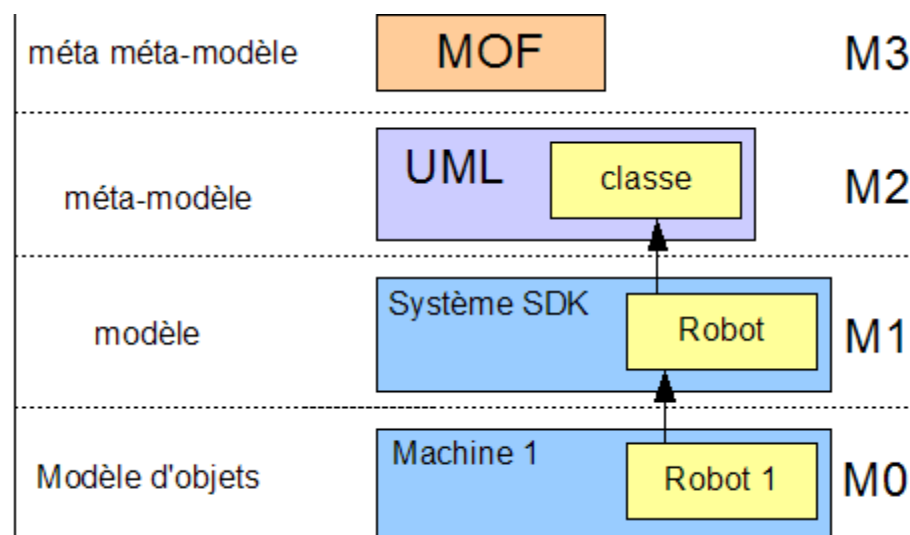 méta méta-modèle MOF M3
UML classe
méta-modèle M2
Système SDK
modèle Robot M1
Machine 1
Modèle d'objets Robot 1 M0